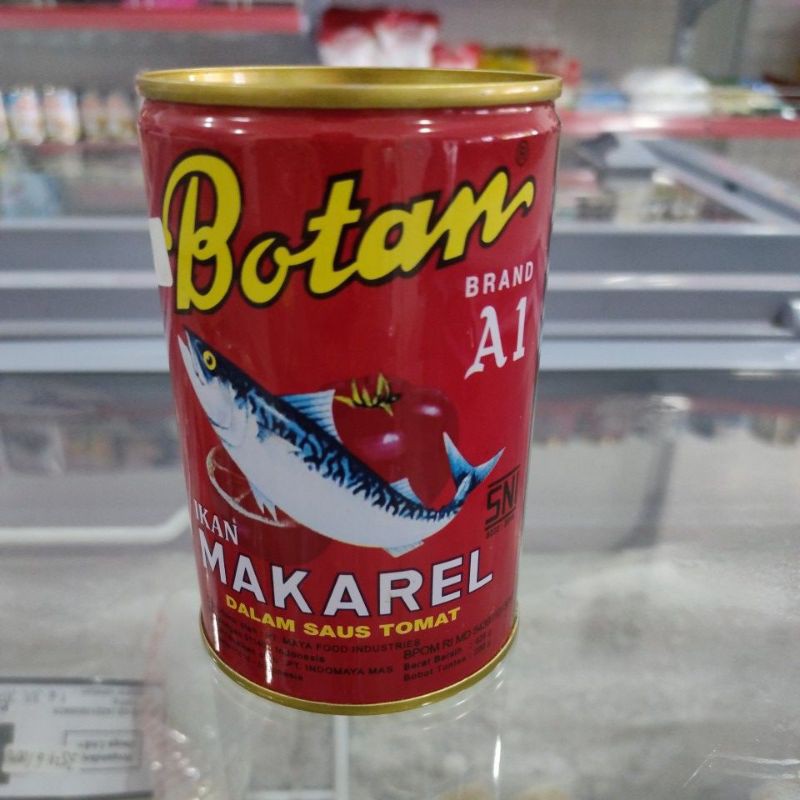 Botan®
BRAND
A1
SNI
IKAN
MAKAREL
DALAM SAUS TOMAT
PT. MAYA FOOD INDUSTRIES
Indonesia
PT. INDOMAYA MAS
BPOM RI MD
Berat Bersih : 425 g
Bobot Tuntas :